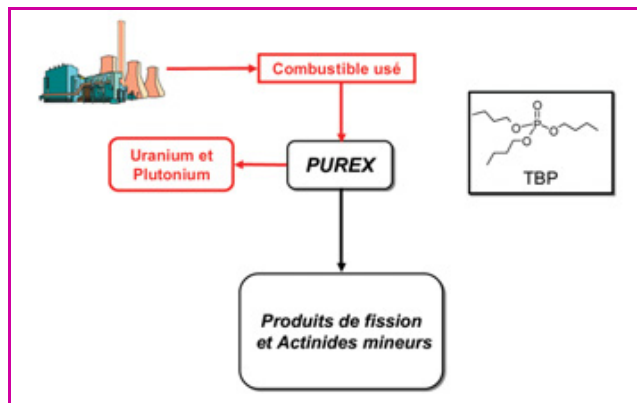 Combustible usé
Uranium et
Plutonium
PUREX
O
P
O
O
O
TBP
Produits de fission
et Actinides mineurs